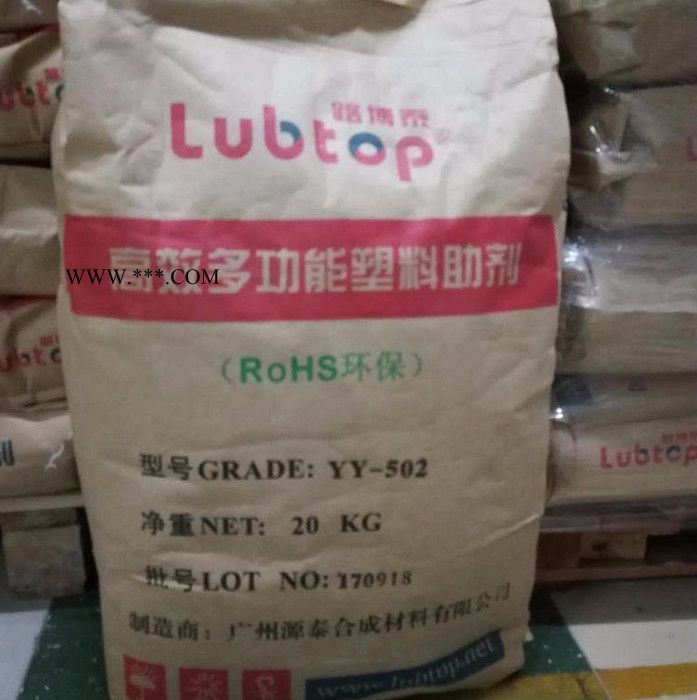 路博泰
Lubtop®
高效多功能塑料助剂
WWW.***.COM
（RoHS环保）
型号GRADE: YY-502
净重NET: 20 KG
批号LOT NO: 170918
制造商：广州源泰合成材料有限公司
www.lubtop.net
Lubtop